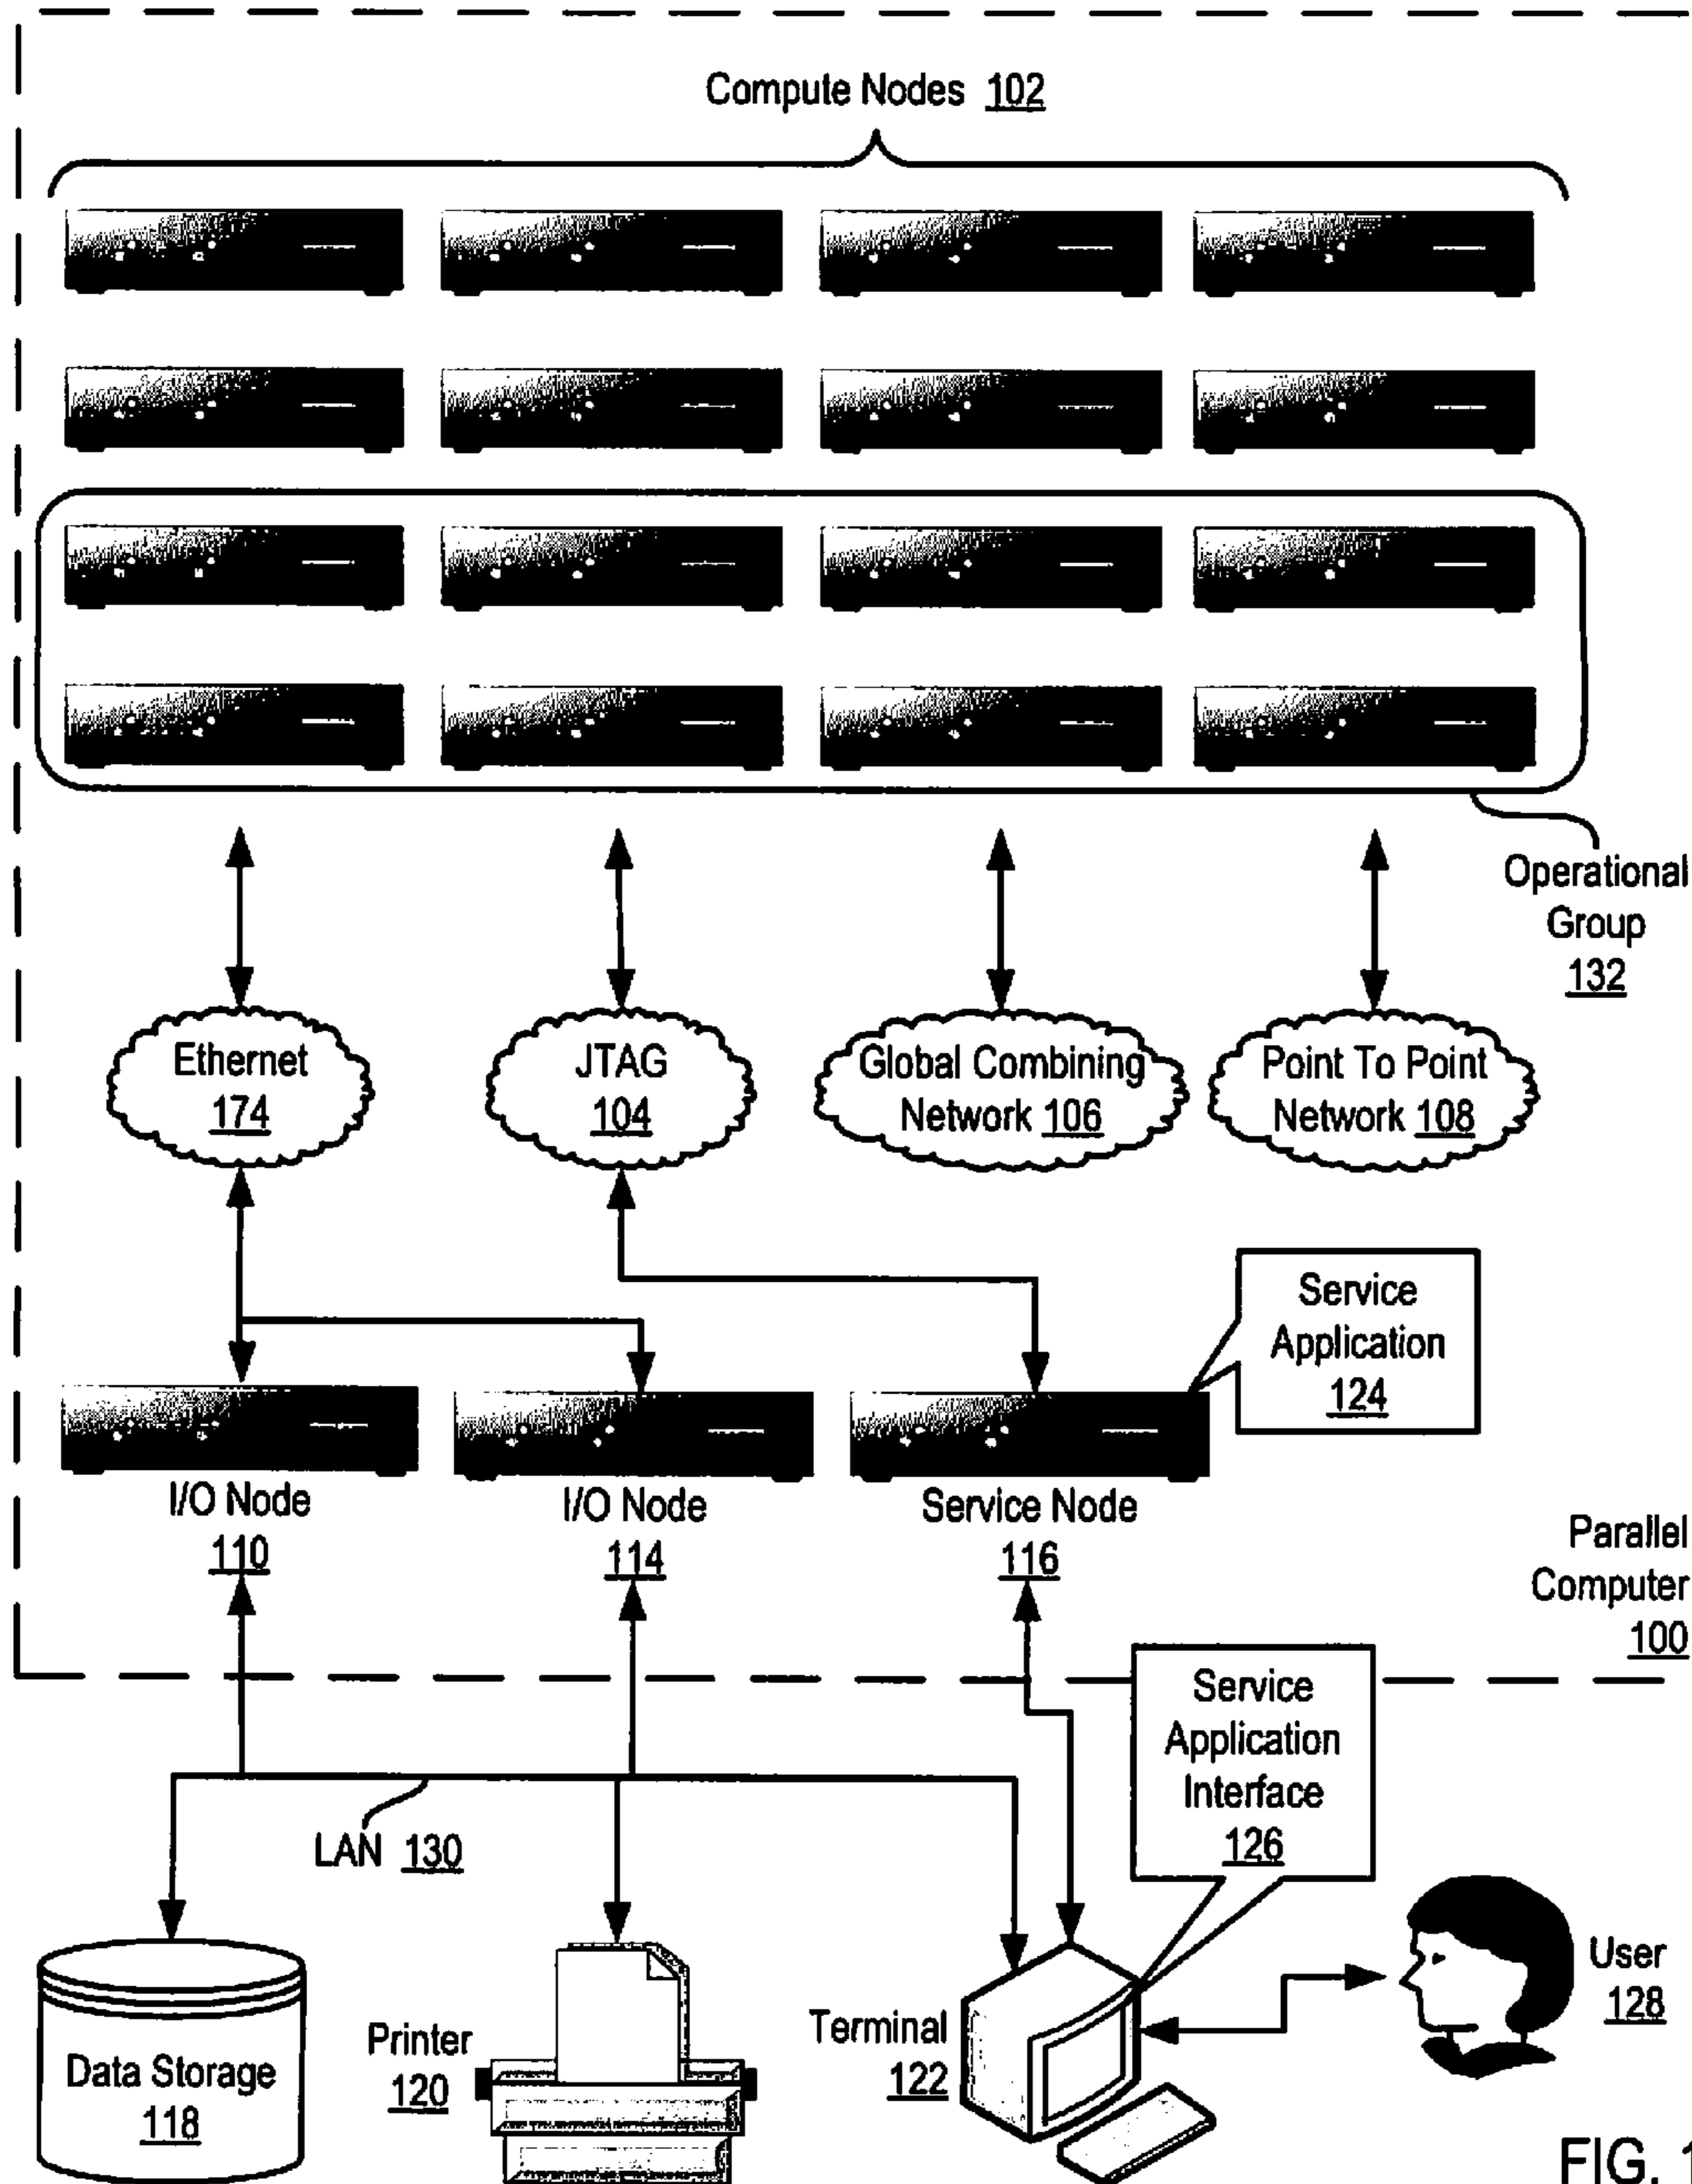 Compute Nodes 102
Operational
Group
132
Ethernet
174
JTAG
104
Global Combining
Network 106
Point To Point
Network 108
Service
Application
124
I/O Node
110
I/O Node
114
Service Node
116
Parallel
Computer
100
Service
Application
Interface
126
LAN 130
Data Storage
118
Printer
120
Terminal
122
User
128
FIG. 1